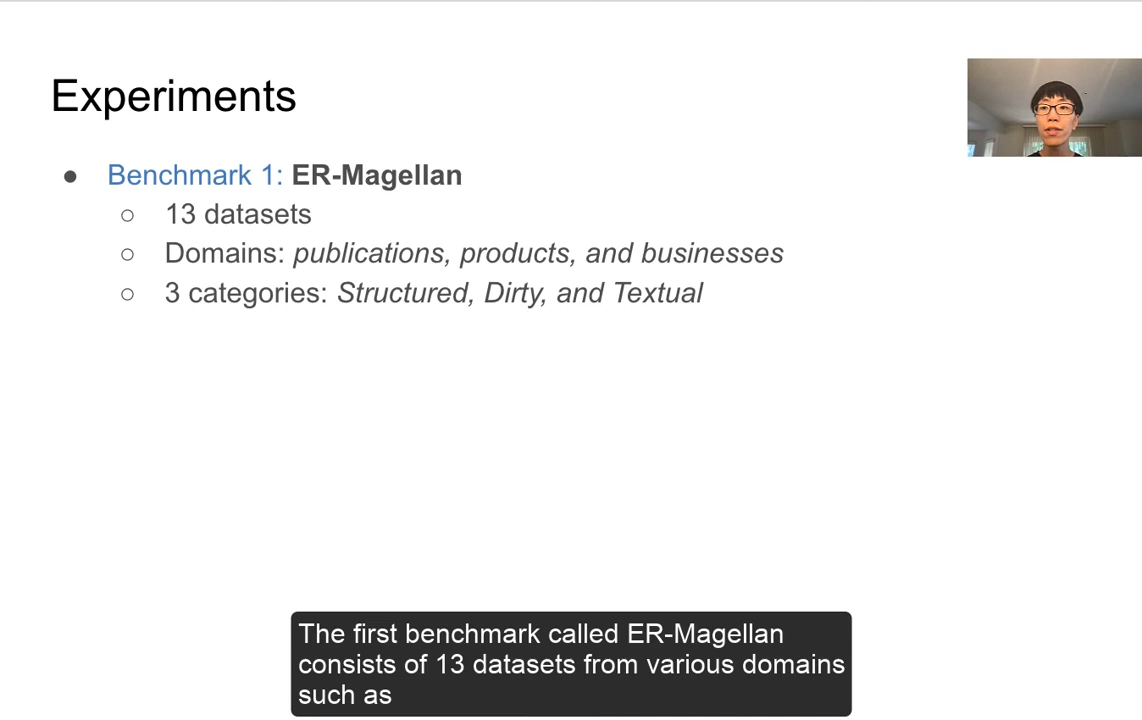 Experiments
● Benchmark 1: ER-Magellan
○ 13 datasets
○ Domains: publications, products, and businesses
○ 3 categories: Structured, Dirty, and Textual
The first benchmark called ER-Magellan
consists of 13 datasets from various domains
such as